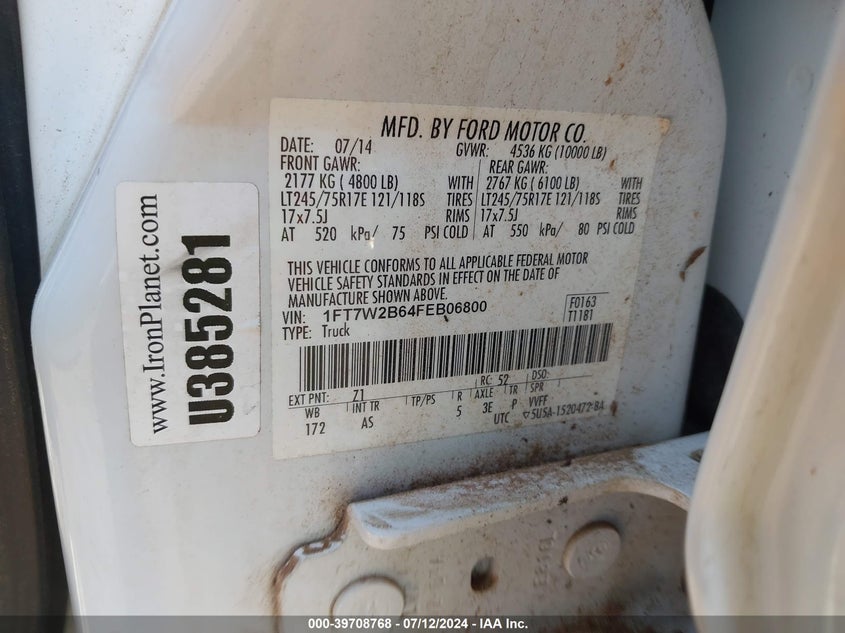 www.IronPlanet.com
U385281
MFD. BY FORD MOTOR CO.
DATE: 07/14 GVWR: 4536 KG (10000 LB)
FRONT GAWR: REAR GAWR:
2177 KG ( 4800 LB) WITH 2767 KG ( 6100 LB) WITH
LT245/75R17E 121/118S TIRES LT245/75R17E 121/118S TIRES
17x7.5J RIMS 17x7.5J RIMS
AT 520 kPa/ 75 PSI COLD AT 550 kPa/ 80 PSI COLD
THIS VEHICLE CONFORMS TO ALL APPLICABLE FEDERAL MOTOR
VEHICLE SAFETY STANDARDS IN EFFECT ON THE DATE OF
MANUFACTURE SHOWN ABOVE.
VIN: 1FT7W2B64FEB06800 F0163
TYPE: Truck T1181
EXT PNT: Z1 RC: 52 DSO:
WB INT TR TP/PS R AXLE TR SPR
172 AS 5 3E P VVFF
UTC
000-39708768 - 07/12/2024 - IAA Inc.